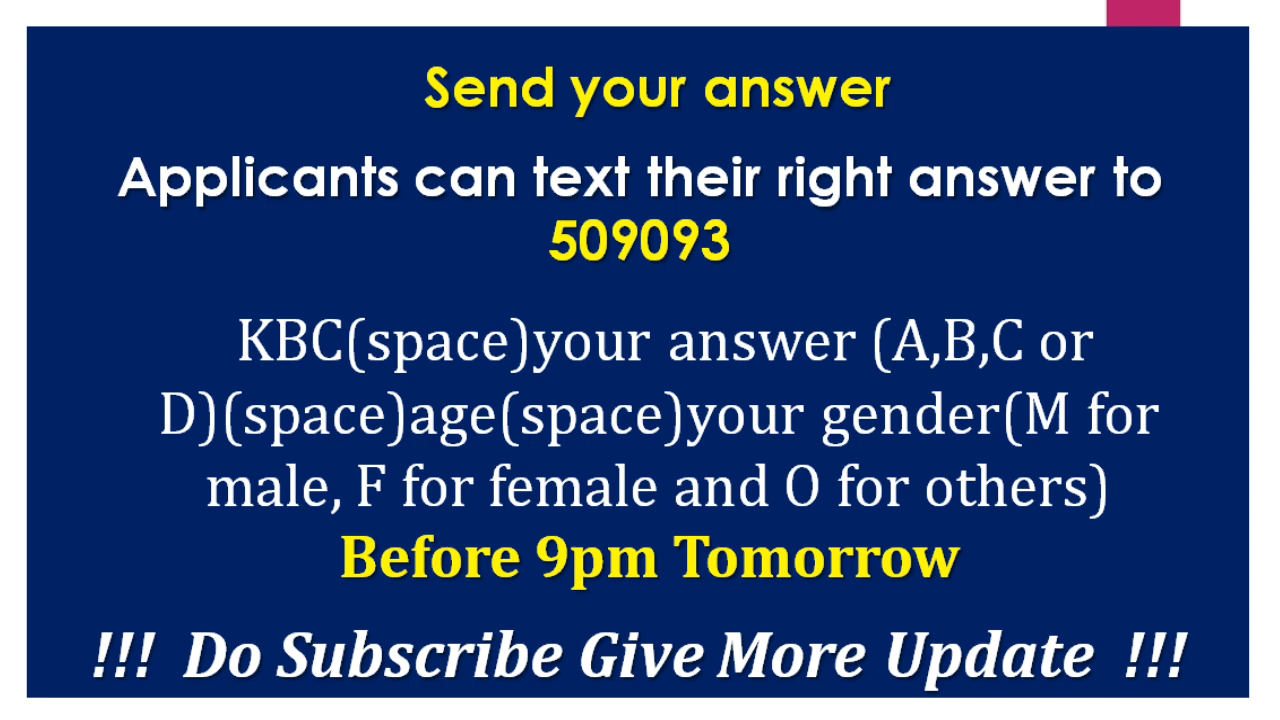 Send your answer
Applicants can text their right answer to
509093
KBC(space)your answer (A,B,C or
D)(space)age(space)your gender(M for
male, F for female and O for others)
Before 9pm Tomorrow
!!! Do Subscribe Give More Update !!!